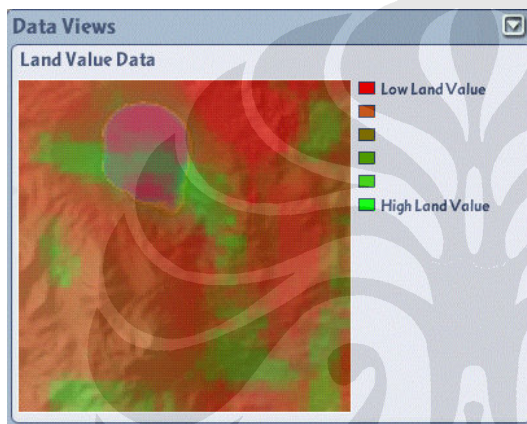 Data Views
Land Value Data
Low Land Value
High Land Value